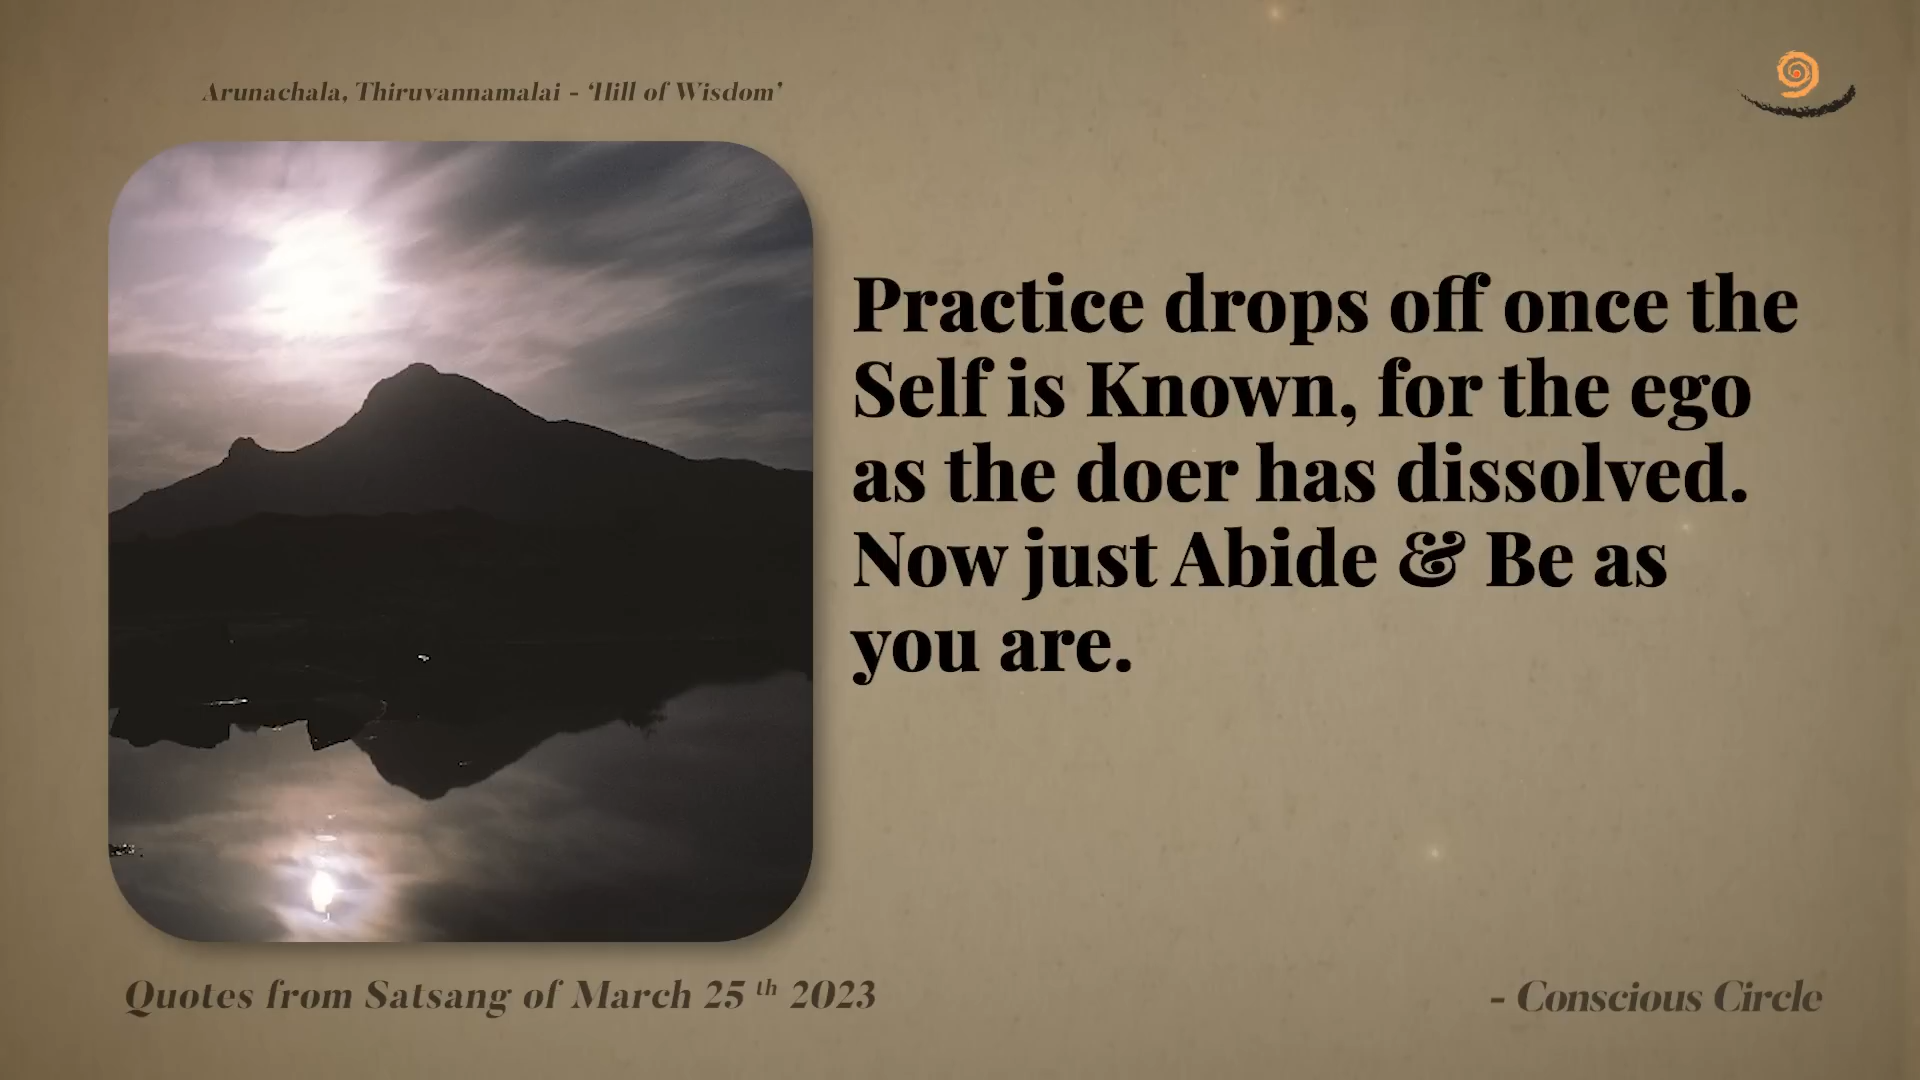 Arunachala, Thiruvannamalai - 'Hill of Wisdom'
Practice drops off once the
Self is Known, for the ego
as the doer has dissolved.
Now just Abide & Be as
you are.
Quotes from Satsang of March 25 th 2023
- Conscious Circle